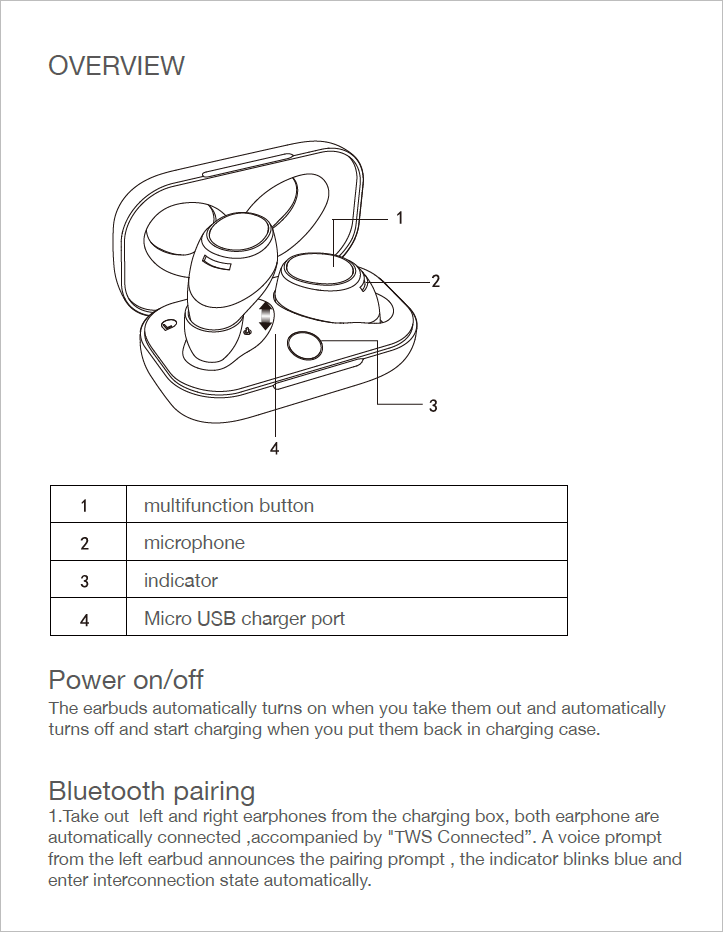 OVERVIEW
1
2
3
4
1 multifunction button
2 microphone
3 indicator
4 Micro USB charger port
Power on/off
The earbuds automatically turns on when you take them out and automatically
turns off and start charging when you put them back in charging case.
Bluetooth pairing
1.Take out  left and right earphones from the charging box, both earphone are
automatically connected ,accompanied by "TWS Connected”. A voice prompt
from the left earbud announces the pairing prompt , the indicator blinks blue and
enter interconnection state automatically.